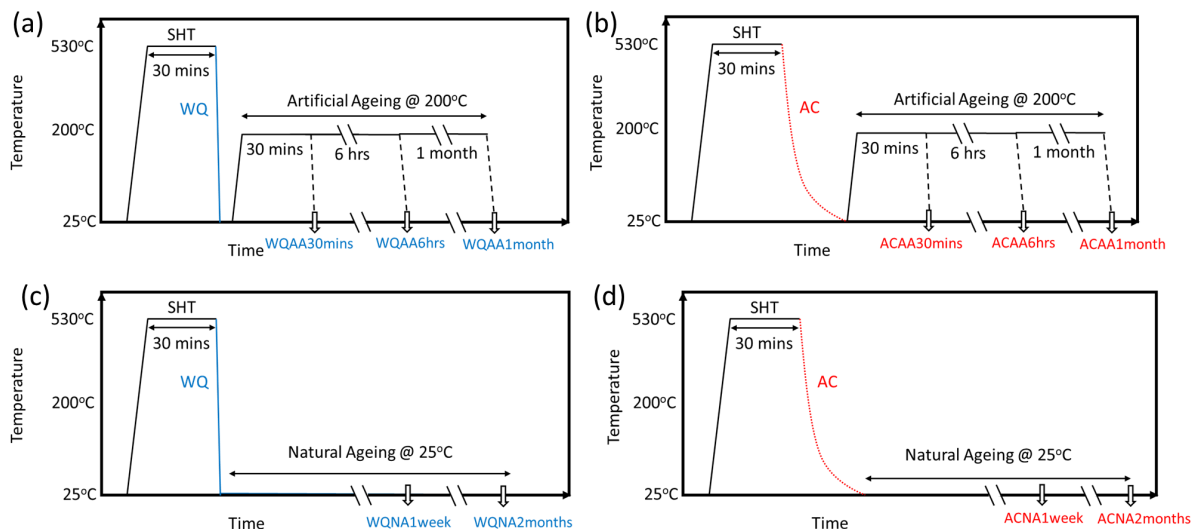 (a)
530°C
SHT
30 mins
WQ
Artificial Ageing @ 200°C
200°C
30 mins
6 hrs
1 month
25°C
Temperature
Time
WQAA30mins
WQAA6hrs
WQAA1month
(b)
530°C
SHT
30 mins
AC
Artificial Ageing @ 200°C
200°C
30 mins
6 hrs
1 month
25°C
Temperature
Time
ACAA30mins
ACAA6hrs
ACAA1month
(c)
530°C
SHT
30 mins
WQ
200°C
Natural Ageing @ 25°C
25°C
Temperature
Time
WQNA1week
WQNA2months
(d)
530°C
SHT
30 mins
AC
200°C
Natural Ageing @ 25°C
25°C
Temperature
Time
ACNA1week
ACNA2months